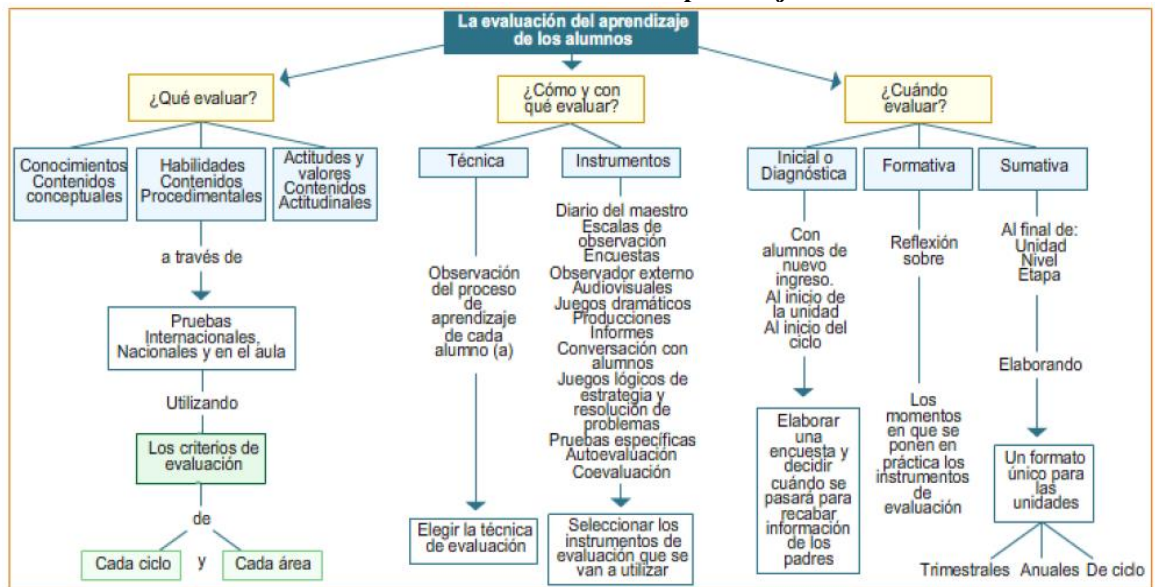 La evaluación del aprendizaje
de los alumnos
¿Qué evaluar?
Conocimientos
Contenidos
conceptuales
Habilidades
Contenidos
Procedimentales
Actitudes y
valores
Contenidos
Actitudinales
a través de
Pruebas
Internacionales,
Nacionales y en el aula
Utilizando
Los criterios de
evaluación
de
Cada ciclo
y
Cada área
¿Cómo y con
qué evaluar?
Técnica
Observación
del proceso
de
aprendizaje
de cada
alumno (a)
Elegir la técnica
de evaluación
Instrumentos
Diario del maestro
Escalas de
observación
Encuestas
Observador externo
Audiovisuales
Juegos dramáticos
Producciones
Informes
Conversación con
alumnos
Juegos lógicos de
estrategia y
resolución de
problemas
Pruebas específicas
Autoevaluación
Coevaluación
Seleccionar los
instrumentos de
evaluación que se
van a utilizar
¿Cuándo
evaluar?
Inicial o
Diagnóstica
Con
alumnos de
nuevo
ingreso.
Al inicio de
la unidad
Al inicio del
ciclo
Elaborar
una
encuesta y
decidir
cuándo se
pasará para
recabar
información
de los
padres
Formativa
Reflexión
sobre
Los
momentos
en que se
ponen en
práctica los
instrumentos
de
evaluación
Sumativa
Al final de:
Unidad
Nivel
Etapa
Elaborando
Un formato
único para
las
unidades
Trimestrales Anuales De ciclo